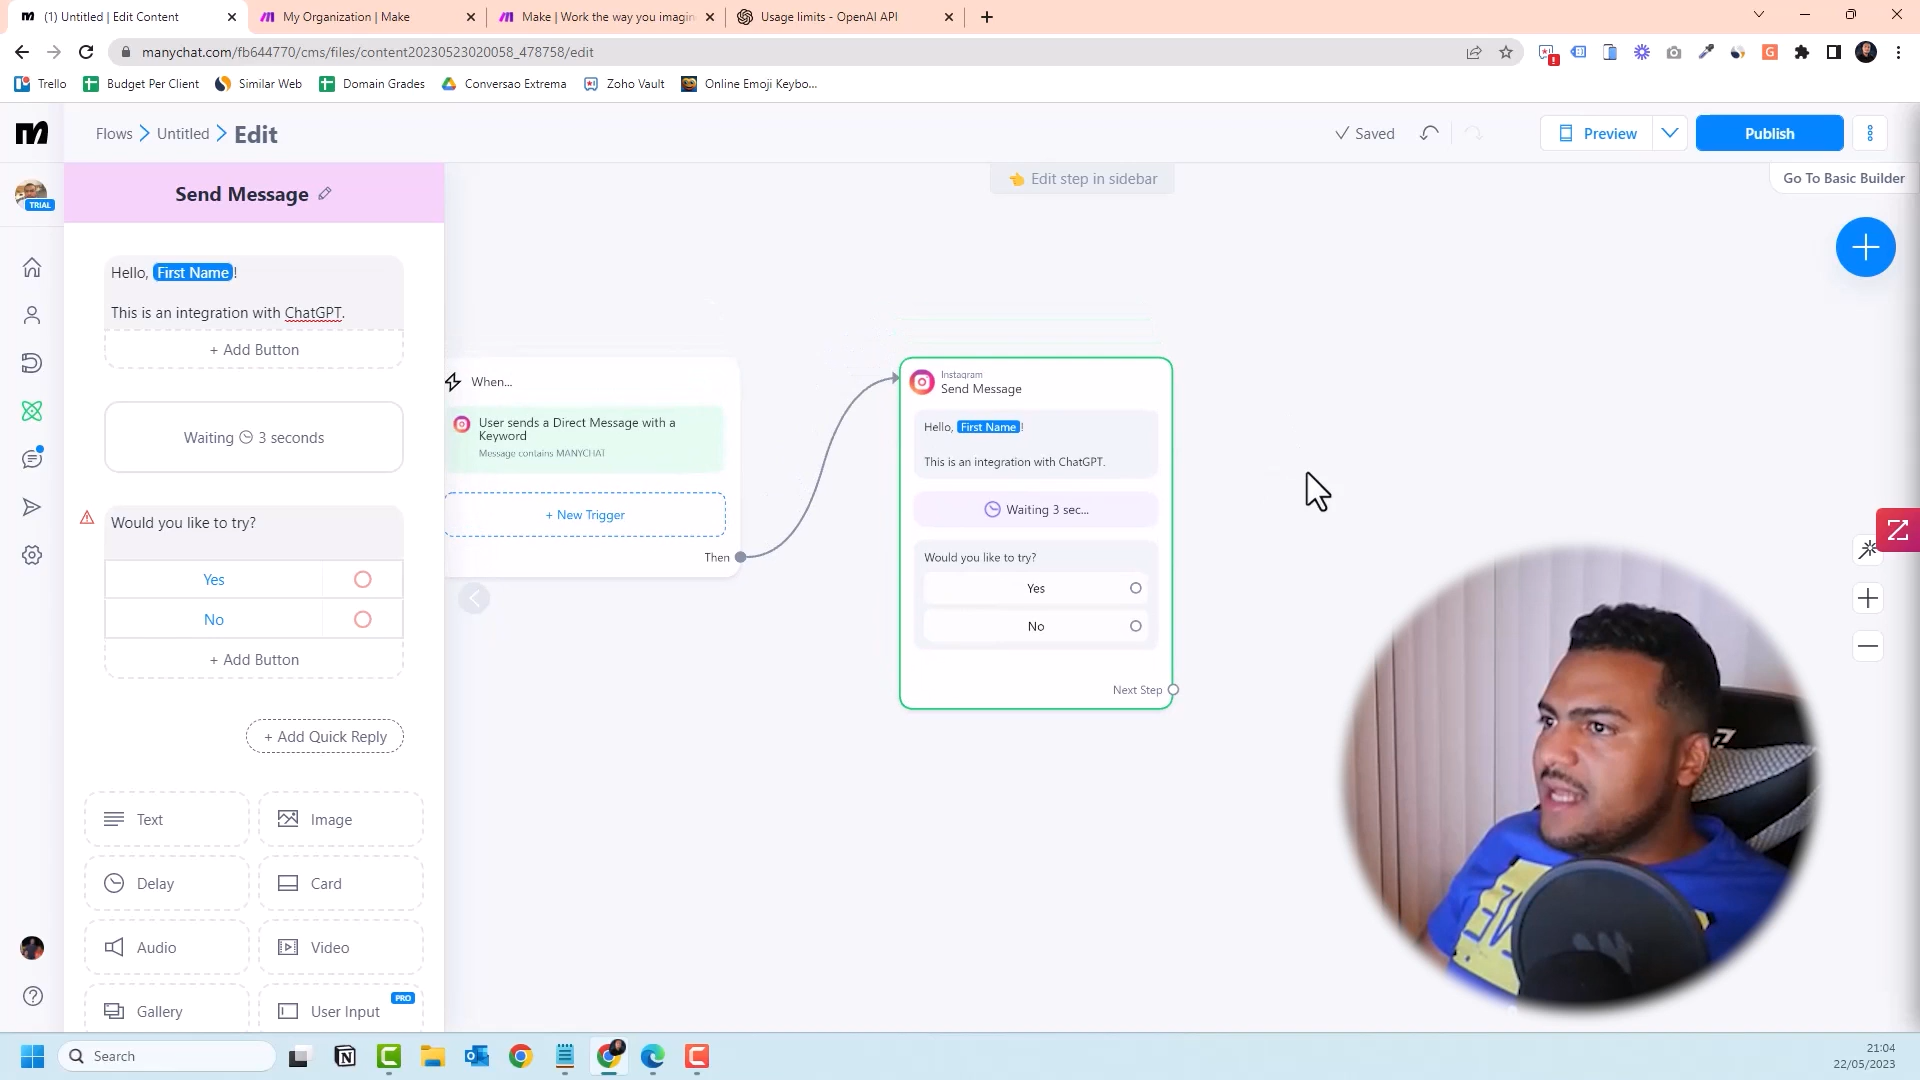 (1) Untitled | Edit Content
My Organization | Make
Make | Work the way you imagin
Usage limits - OpenAI API
manychat.com/fb644770/cms/files/content20230523020058_478758/edit
Trello
Budget Per Client
Similar Web
Domain Grades
Conversao Extrema
Zoho Vault
Online Emoji Keybo...
Flows
Untitled
Edit
Saved
Preview
Publish
TRIAL
Send Message
Edit step in sidebar
Go To Basic Builder
Hello, First Name!
This is an integration with ChatGPT.
+ Add Button
Waiting 3 seconds
Would you like to try?
Yes
No
+ Add Button
+ Add Quick Reply
Text
Image
Delay
Card
Audio
Video
Gallery
User Input
PRO
When...
User sends a Direct Message with a
Keyword
Message contains MANYCHAT
+ New Trigger
Then
Instagram
Send Message
Hello, First Name!
This is an integration with ChatGPT.
Waiting 3 sec...
Would you like to try?
Yes
No
Next Step
Search
21:04
22/05/2023